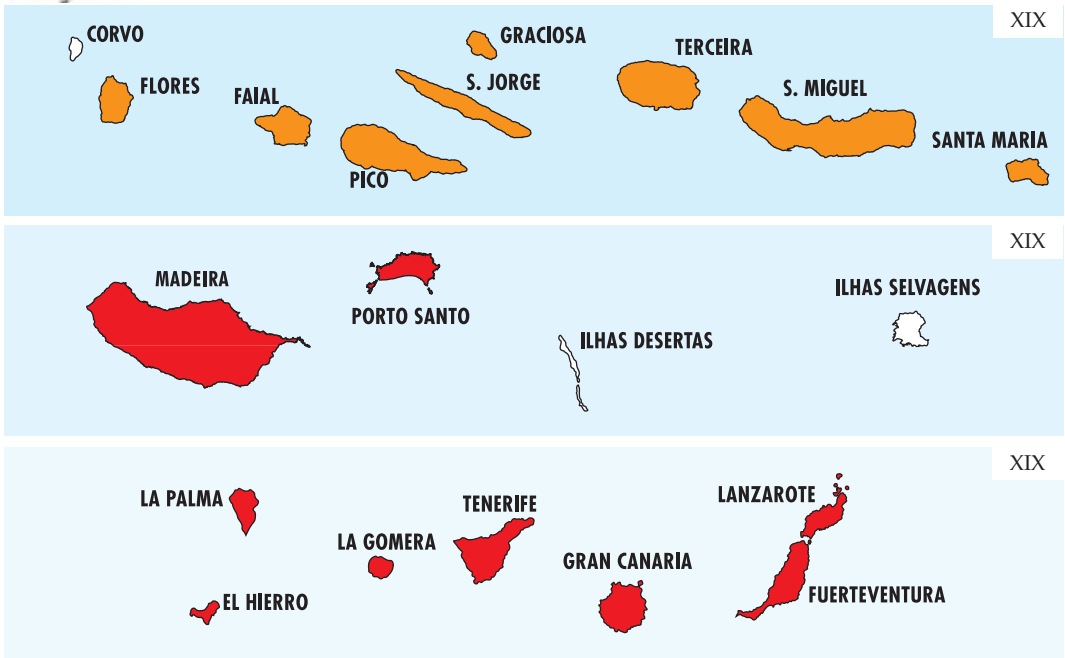 XIX
CORVO
GRACIOSA
TERCEIRA
FLORES
S. JORGE
S. MIGUEL
FAIAL
SANTA MARIA
PICO
XIX
MADEIRA
ILHAS SELVAGENS
PORTO SANTO
ILHAS DESERTAS
XIX
LA PALMA
TENERIFE
LANZAROTE
LA GOMERA
GRAN CANARIA
EL HIERRO
FUERTEVENTURA